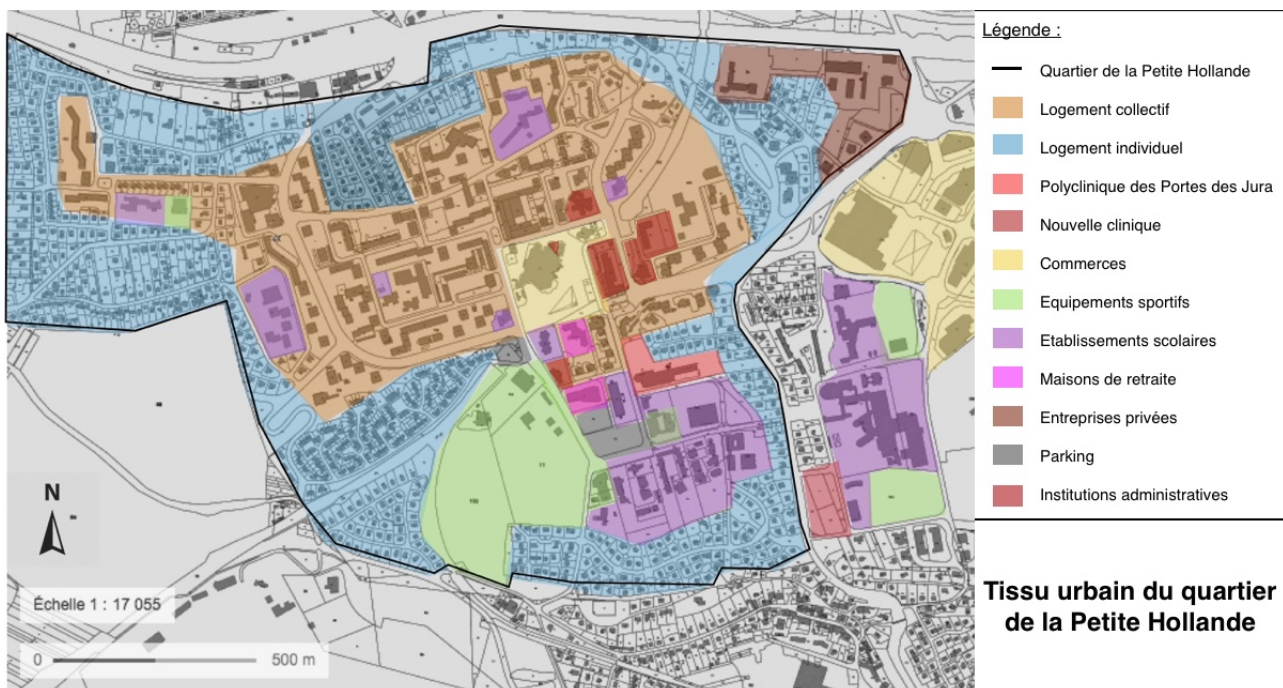 Légende :
Quartier de la Petite Hollande
Logement collectif
Logement individuel
Polyclinique des Portes des Jura
Nouvelle clinique
Commerces
Equipements sportifs
Etablissements scolaires
Maisons de retraite
Entreprises privées
Parking
Institutions administratives
Tissu urbain du quartier
de la Petite Hollande
N
Échelle 1 : 17 055
0 500 m